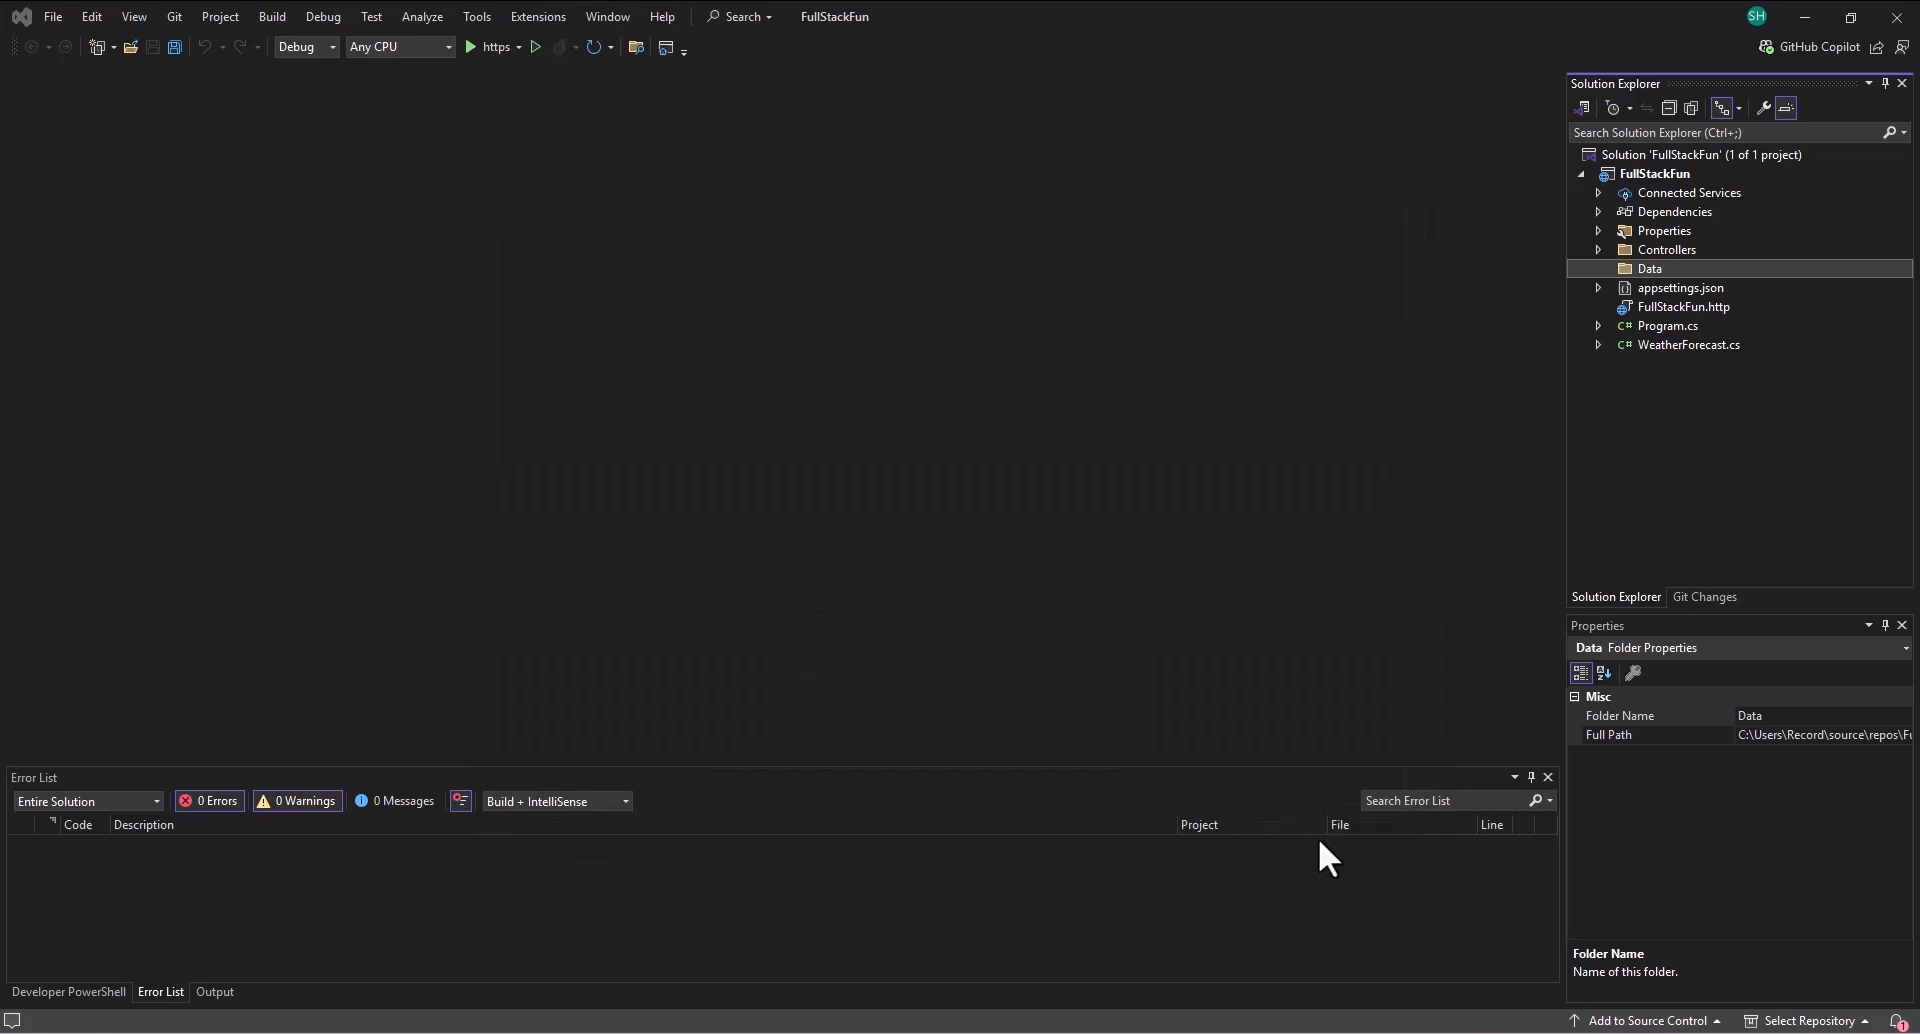 File Edit View Git Project Build Debug Test Analyze Tools Extensions Window Help Search FullStackFun SH
Debug Any CPU https GitHub Copilot
Solution Explorer
Search Solution Explorer (Ctrl+;)
Solution 'FullStackFun' (1 of 1 project)
FullStackFun
Connected Services
Dependencies
Properties
Controllers
Data
appsettings.json
FullStackFun.http
C# Program.cs
C# WeatherForecast.cs
Solution Explorer Git Changes
Properties
Data Folder Properties
Misc
Folder Name Data
Full Path C:\Users\Record\source\repos\Fu
Folder Name
Name of this folder.
Error List
Entire Solution 0 Errors 0 Warnings 0 Messages Build + IntelliSense Search Error List
Code Description Project File Line
Developer PowerShell Error List Output
Add to Source Control Select Repository 1